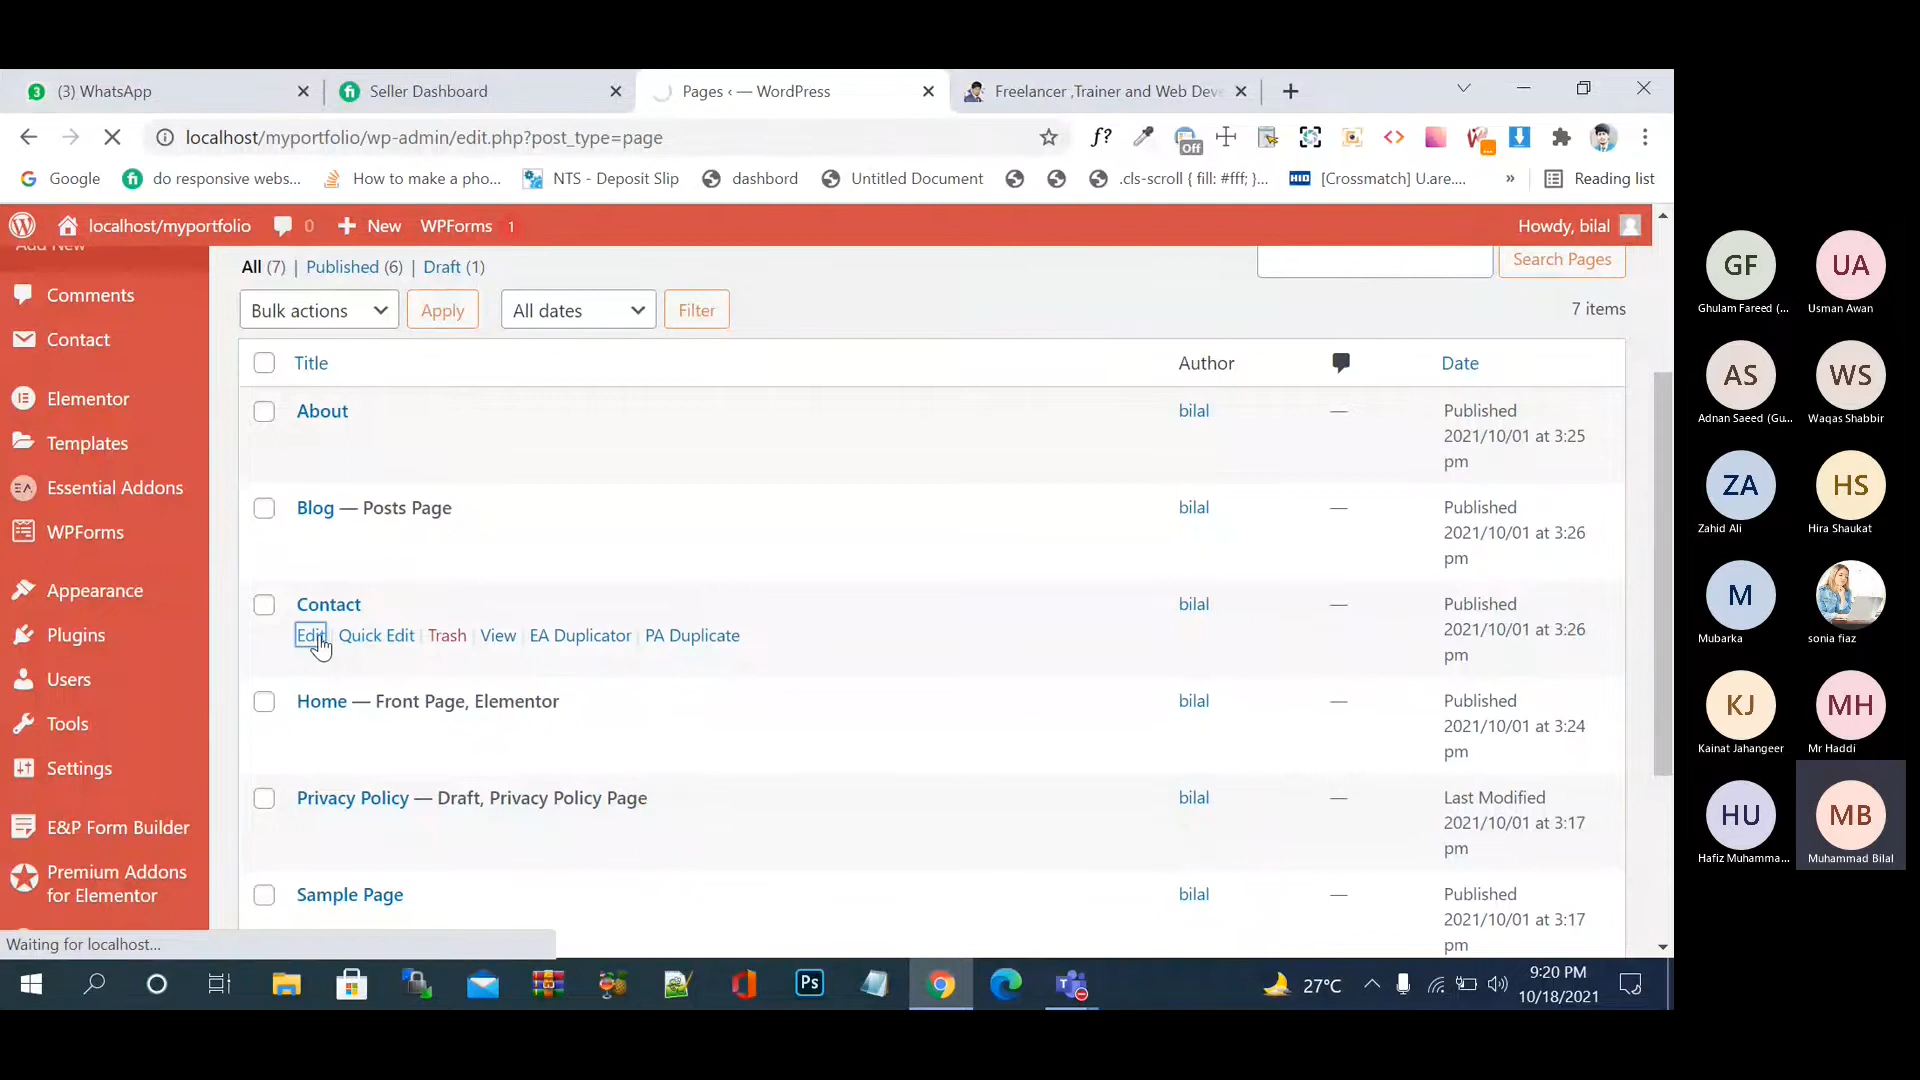 (3) WhatsApp
Seller Dashboard
Pages ‹ — WordPress
Freelancer ,Trainer and Web Deve
localhost/myportfolio/wp-admin/edit.php?post_type=page
f?
Off
Google
do responsive webs...
How to make a pho...
NTS - Deposit Slip
dashbord
Untitled Document
.cls-scroll { fill: #fff; }...
HID
[Crossmatch] U.are....
»
Reading list
localhost/myportfolio
0
New
WPForms 1
Howdy, bilal
Add New
Comments
Contact
Elementor
Templates
Essential Addons
WPForms
Appearance
Plugins
Users
Tools
Settings
E&P Form Builder
Premium Addons
for Elementor
All (7) | Published (6) | Draft (1)
Search Pages
Bulk actions
Apply
All dates
Filter
7 items
Title
Author
Date
About
bilal
—
Published
2021/10/01 at 3:25
pm
Blog — Posts Page
bilal
—
Published
2021/10/01 at 3:26
pm
Contact
bilal
—
Published
2021/10/01 at 3:26
pm
Edit | Quick Edit | Trash | View | EA Duplicator | PA Duplicate
Home — Front Page, Elementor
bilal
—
Published
2021/10/01 at 3:24
pm
Privacy Policy — Draft, Privacy Policy Page
bilal
—
Last Modified
2021/10/01 at 3:17
pm
Sample Page
bilal
—
Published
2021/10/01 at 3:17
pm
Waiting for localhost...
Ps
27°C
9:20 PM
10/18/2021
GF
Ghulam Fareed (...
UA
Usman Awan
AS
Adnan Saeed (Gu...
WS
Waqas Shabbir
ZA
Zahid Ali
HS
Hira Shaukat
M
Mubarka
sonia fiaz
KJ
Kainat Jahangeer
MH
Mr Haddi
HU
Hafiz Muhamma...
MB
Muhammad Bilal